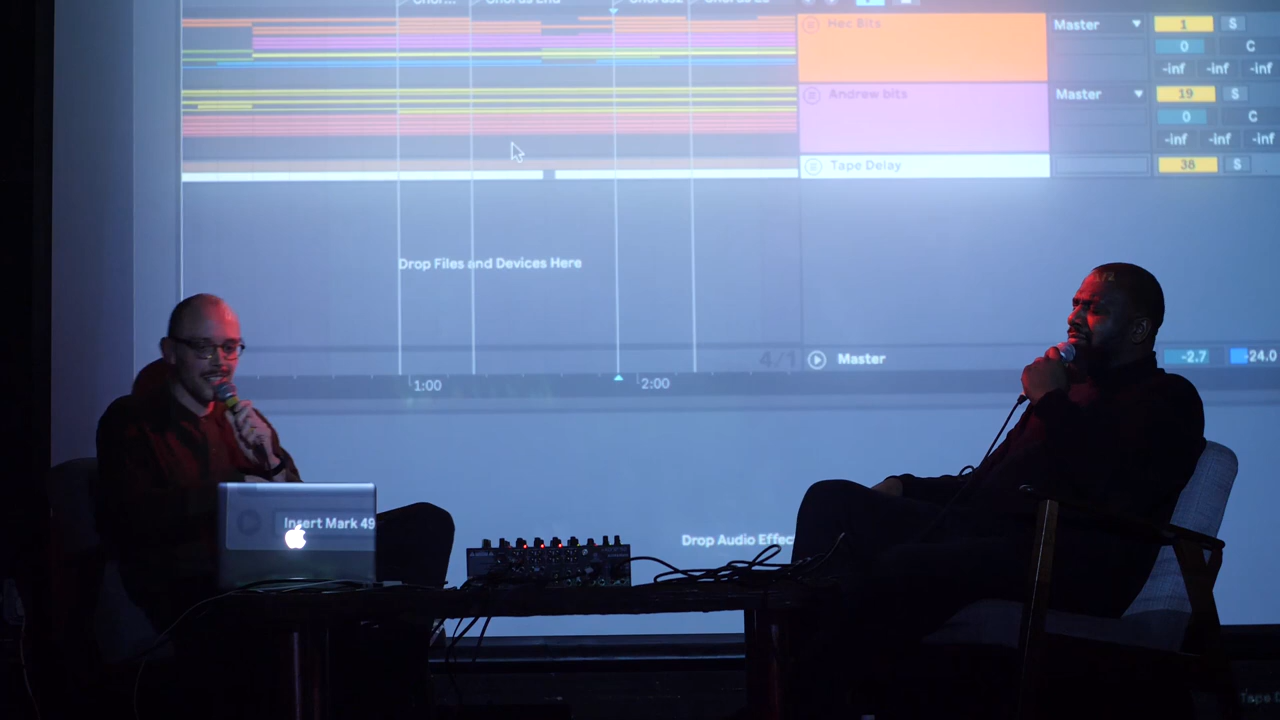 Chorus End
Hec Bits
Master
1
S
0
C
-inf
-inf
-inf
Andrew bits
Master
19
S
0
C
-inf
-inf
-inf
Tape Delay
38
S
Drop Files and Devices Here
4/1
Master
-2.7
-24.0
1:00
2:00
Insert Mark 49
Drop Audio Effec